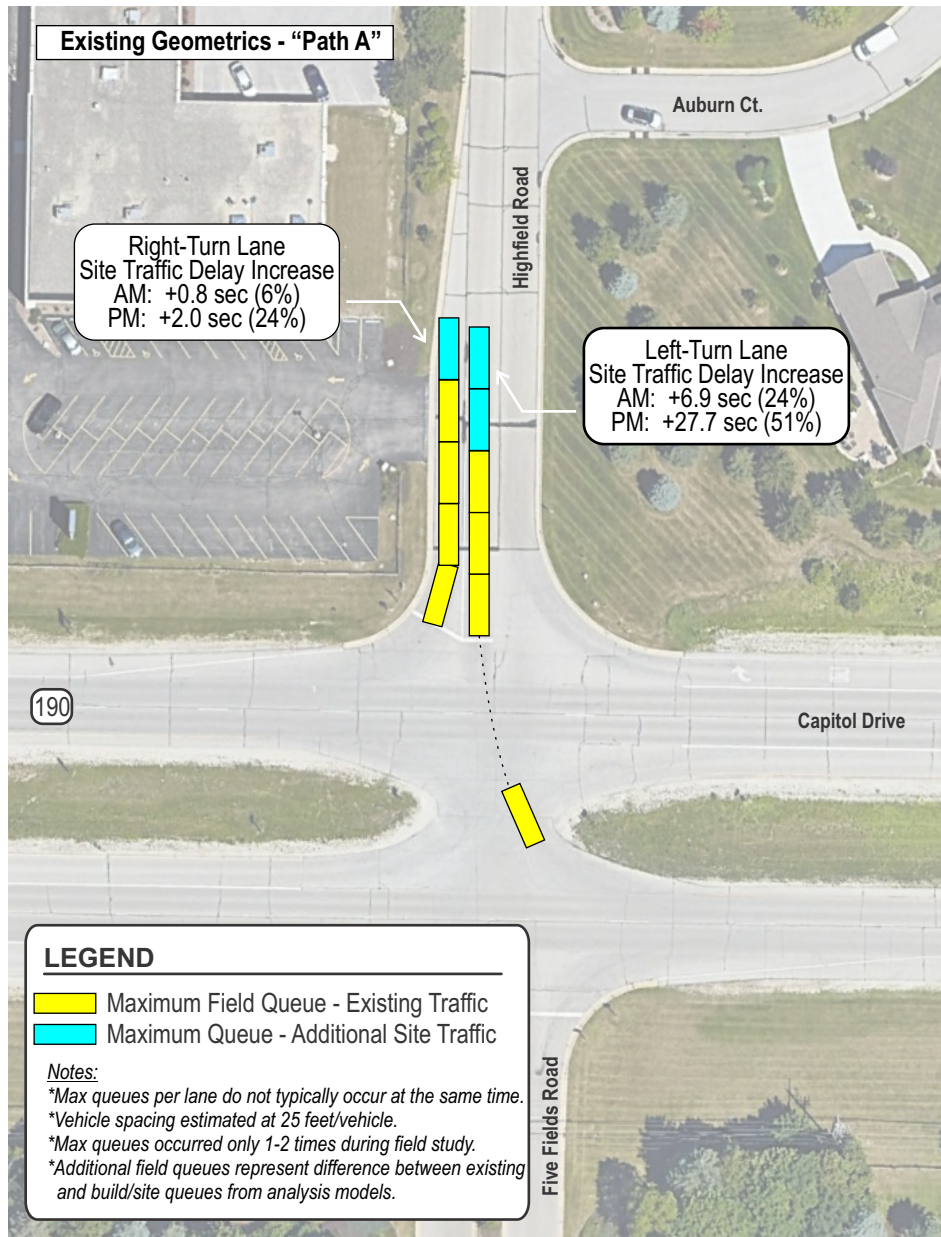 Existing Geometrics - “Path A”
Auburn Ct.
Highfield Road
Right-Turn Lane
Site Traffic Delay Increase
AM: +0.8 sec (6%)
PM: +2.0 sec (24%)
Left-Turn Lane
Site Traffic Delay Increase
AM: +6.9 sec (24%)
PM: +27.7 sec (51%)
190
Capitol Drive
LEGEND
Maximum Field Queue - Existing Traffic
Maximum Queue - Additional Site Traffic
Notes:
*Max queues per lane do not typically occur at the same time.
*Vehicle spacing estimated at 25 feet/vehicle.
*Max queues occurred only 1-2 times during field study.
*Additional field queues represent difference between existing
and build/site queues from analysis models.
Five Fields Road